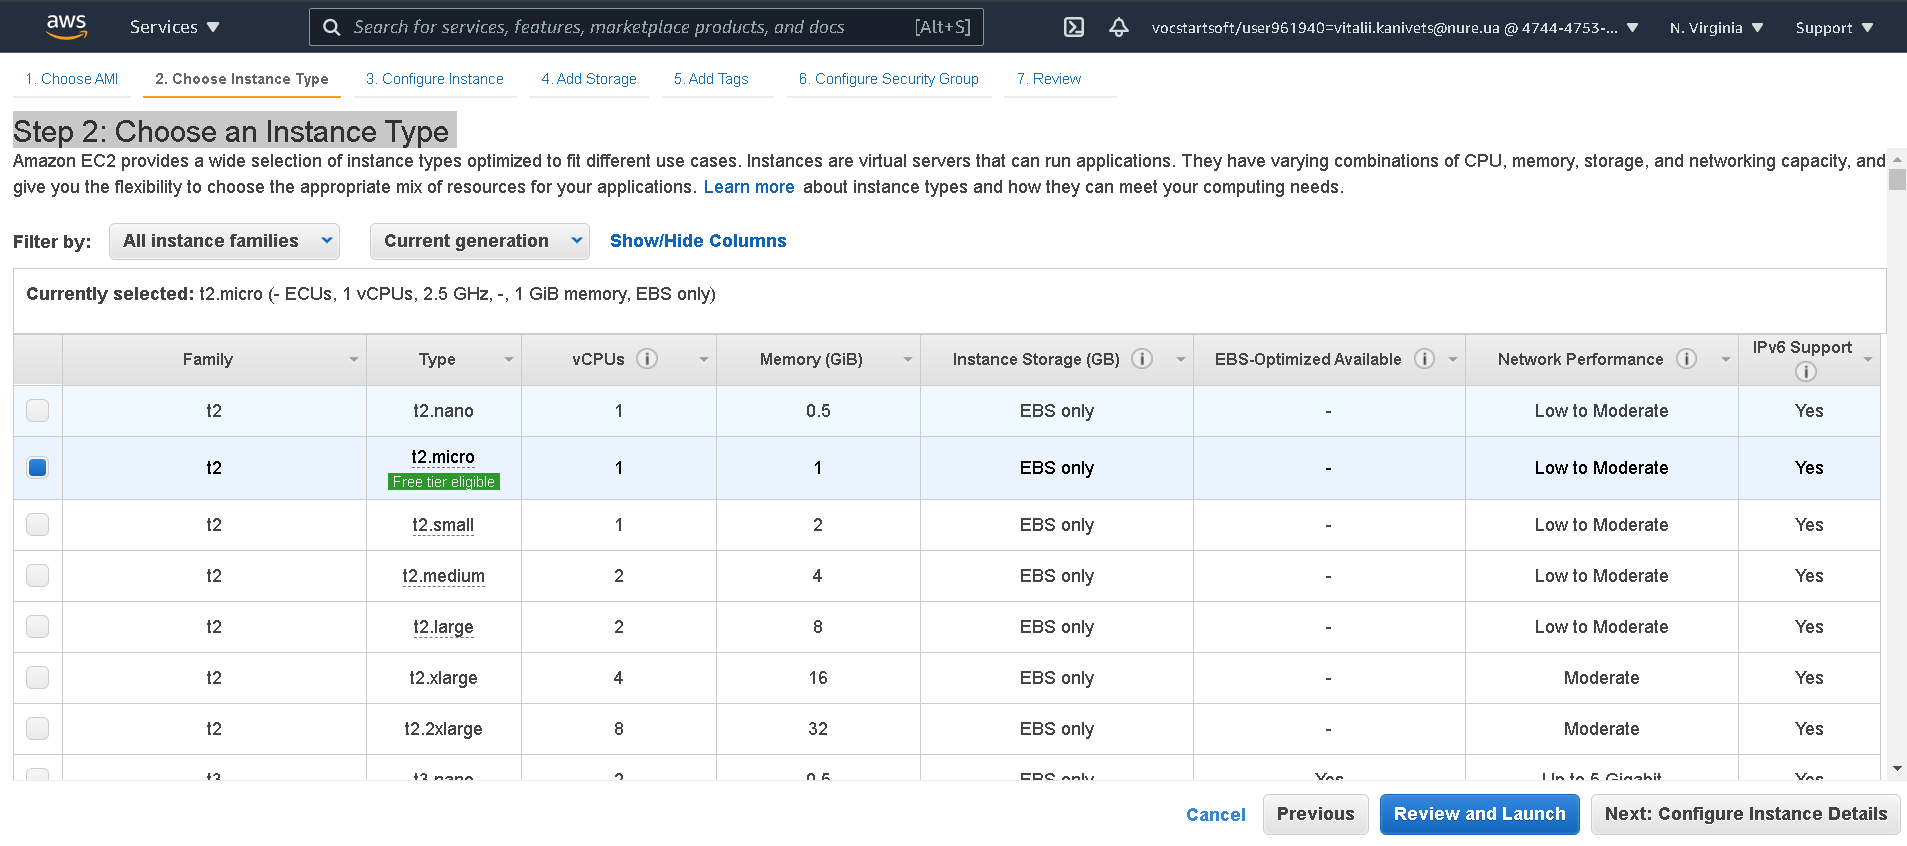 aws Services Search for services, features, marketplace products, and docs [Alt+S] vocstartsoft/user961940=vitalii.kanivets@nure.ua @ 4744-4753-... N. Virginia Support
1. Choose AMI 2. Choose Instance Type 3. Configure Instance 4. Add Storage 5. Add Tags 6. Configure Security Group 7. Review
Step 2: Choose an Instance Type
Amazon EC2 provides a wide selection of instance types optimized to fit different use cases. Instances are virtual servers that can run applications. They have varying combinations of CPU, memory, storage, and networking capacity, and
give you the flexibility to choose the appropriate mix of resources for your applications. Learn more about instance types and how they can meet your computing needs.
Filter by: All instance families Current generation Show/Hide Columns
Currently selected: t2.micro (- ECUs, 1 vCPUs, 2.5 GHz, -, 1 GiB memory, EBS only)
Family Type vCPUs i Memory (GiB) Instance Storage (GB) i EBS-Optimized Available i Network Performance i IPv6 Support i
t2 t2.nano 1 0.5 EBS only - Low to Moderate Yes
t2 t2.micro 1 1 EBS only - Low to Moderate Yes
Free tier eligible
t2 t2.small 1 2 EBS only - Low to Moderate Yes
t2 t2.medium 2 4 EBS only - Low to Moderate Yes
t2 t2.large 2 8 EBS only - Low to Moderate Yes
t2 t2.xlarge 4 16 EBS only - Moderate Yes
t2 t2.2xlarge 8 32 EBS only - Moderate Yes
t3 t3.nano 2 0.5 EBS only Yes Up to 5 Gigabit Yes
Cancel Previous Review and Launch Next: Configure Instance Details